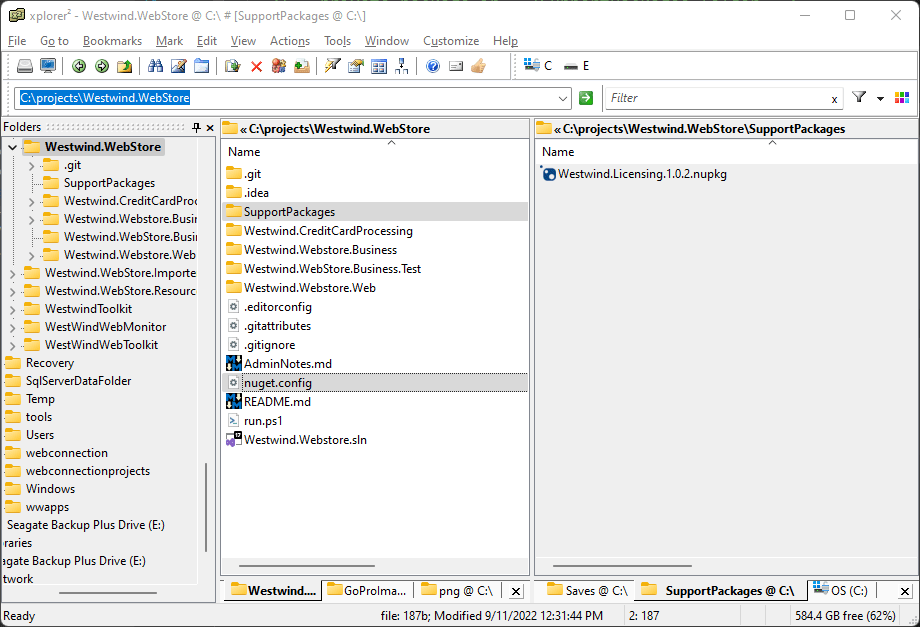 xplorer² - Westwind.WebStore @ C:\ # [SupportPackages @ C:\]
File Go to Bookmarks Mark Edit View Actions Tools Window Customize Help
C E
C:\projects\Westwind.WebStore
Filter x
Folders
Westwind.WebStore
.git
SupportPackages
Westwind.CreditCardProc
Westwind.Webstore.Busin
Westwind.WebStore.Busin
Westwind.Webstore.Web
Westwind.WebStore.Importe
Westwind.WebStore.Resourc
WestwindToolkit
WestWindWebMonitor
WestWindWebToolkit
Recovery
SqlServerDataFolder
Temp
tools
Users
webconnection
webconnectionprojects
Windows
wwapps
Seagate Backup Plus Drive (E:)
raries
agate Backup Plus Drive (E:)
twork
« C:\projects\Westwind.WebStore
Name
.git
.idea
SupportPackages
Westwind.CreditCardProcessing
Westwind.Webstore.Business
Westwind.WebStore.Business.Test
Westwind.Webstore.Web
.editorconfig
.gitattributes
.gitignore
AdminNotes.md
nuget.config
README.md
run.ps1
Westwind.Webstore.sln
Westwind.... GoProIma... png @ C:\
« C:\projects\Westwind.WebStore\SupportPackages
Name
Westwind.Licensing.1.0.2.nupkg
Saves @ C:\ SupportPackages @ C:\ OS (C:)
Ready file: 187b; Modified 9/11/2022 12:31:44 PM 2: 187 584.4 GB free (62%)